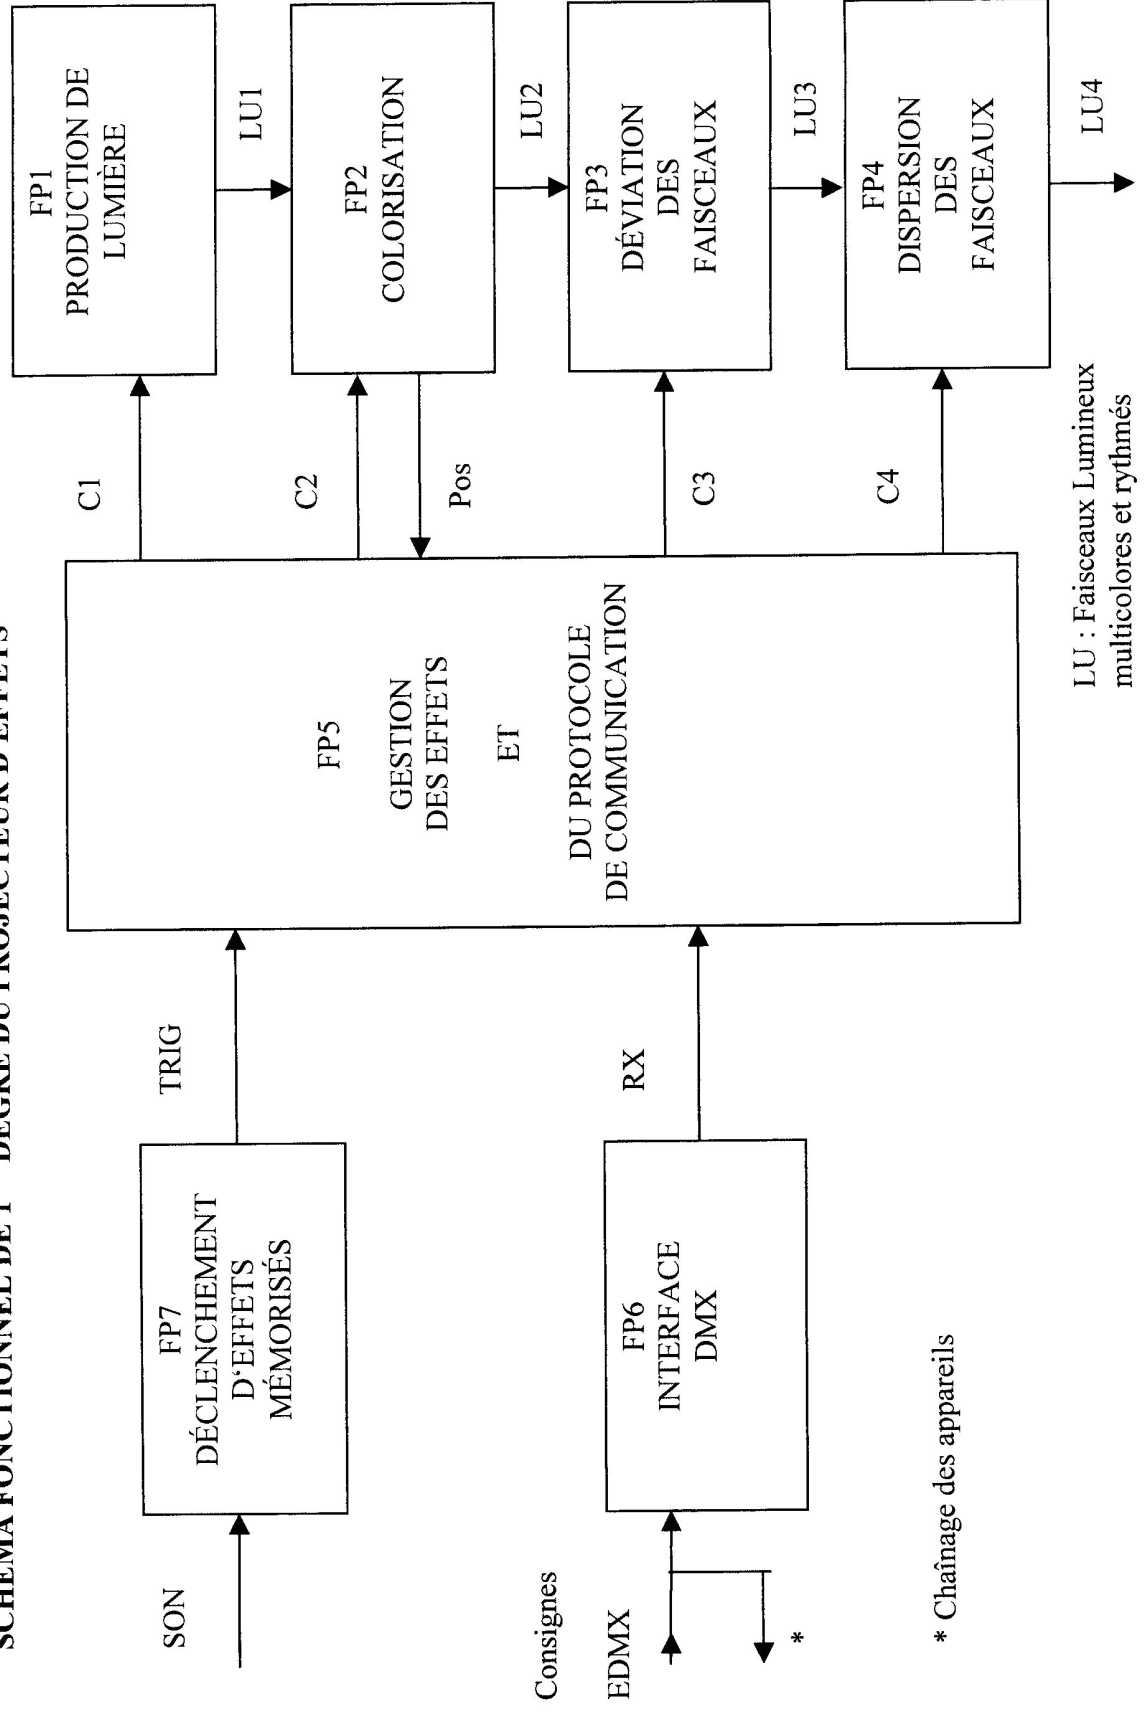 SCHÉMA FONCTIONNEL DE 1 DEGRÉ DU PROJECTEUR D'EFFETS
SON
FP7
DÉCLENCHEMENT
D'EFFETS
MÉMORISÉS
TRIG
Consignes
EDMX
*
FP6
INTERFACE
DMX
RX
* Chaînage des appareils
FP5
GESTION
DES EFFETS
ET
DU PROTOCOLE
DE COMMUNICATION
C1
C2
Pos
C3
C4
FP1
PRODUCTION DE
LUMIÈRE
LU1
FP2
COLORISATION
LU2
FP3
DÉVIATION
DES
FAISCEAUX
LU3
FP4
DISPERSION
DES
FAISCEAUX
LU4
LU : Faisceaux Lumineux
multicolores et rythmés